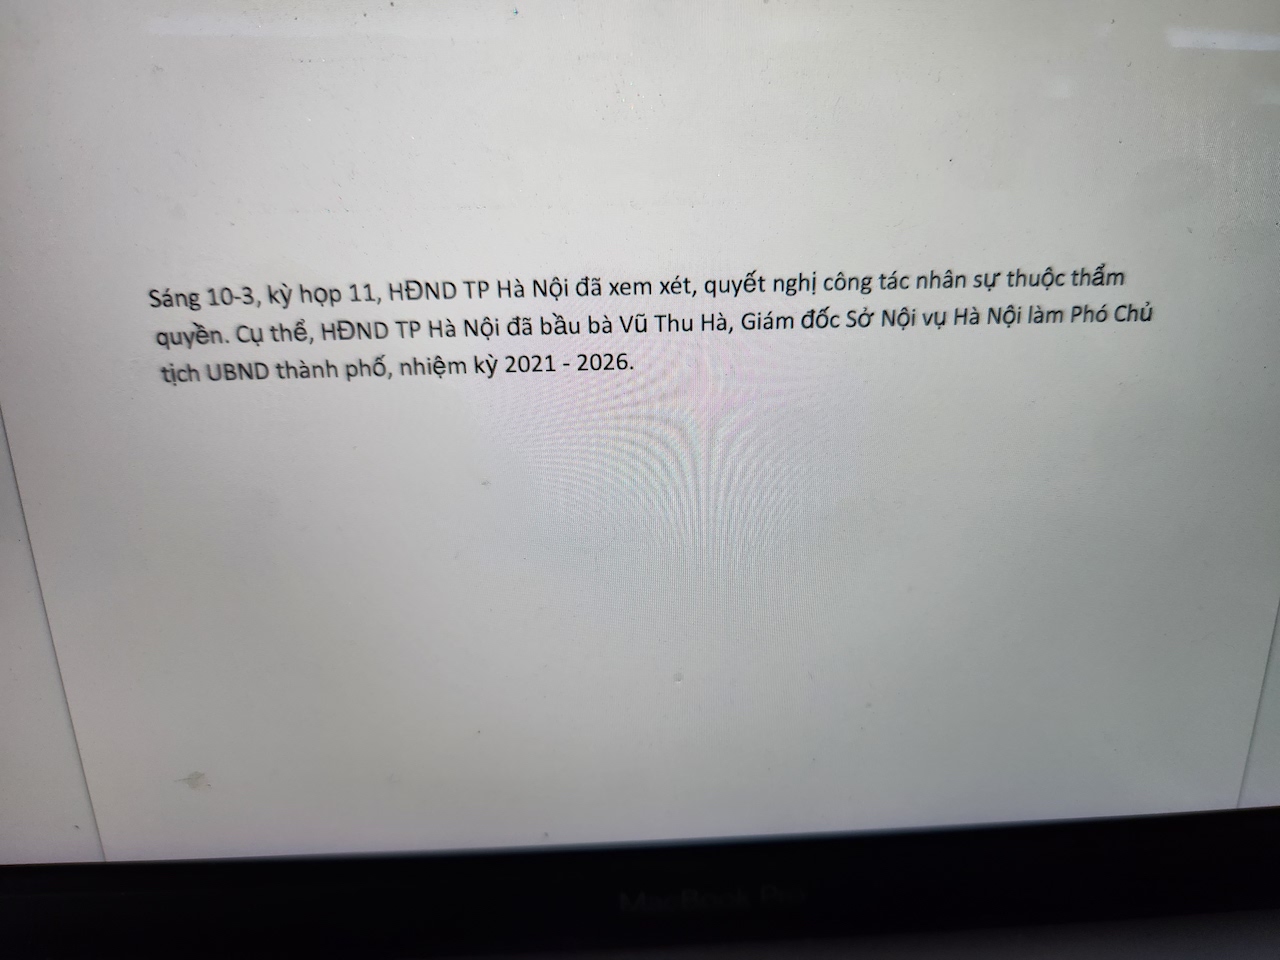 Sáng 10-3, kỳ họp 11, HĐND TP Hà Nội đã xem xét, quyết nghị công tác nhân sự thuộc thẩm
quyền. Cụ thể, HĐND TP Hà Nội đã bầu bà Vũ Thu Hà, Giám đốc Sở Nội vụ Hà Nội làm Phó Chủ
tịch UBND thành phố, nhiệm kỳ 2021 - 2026.
MacBook Pro